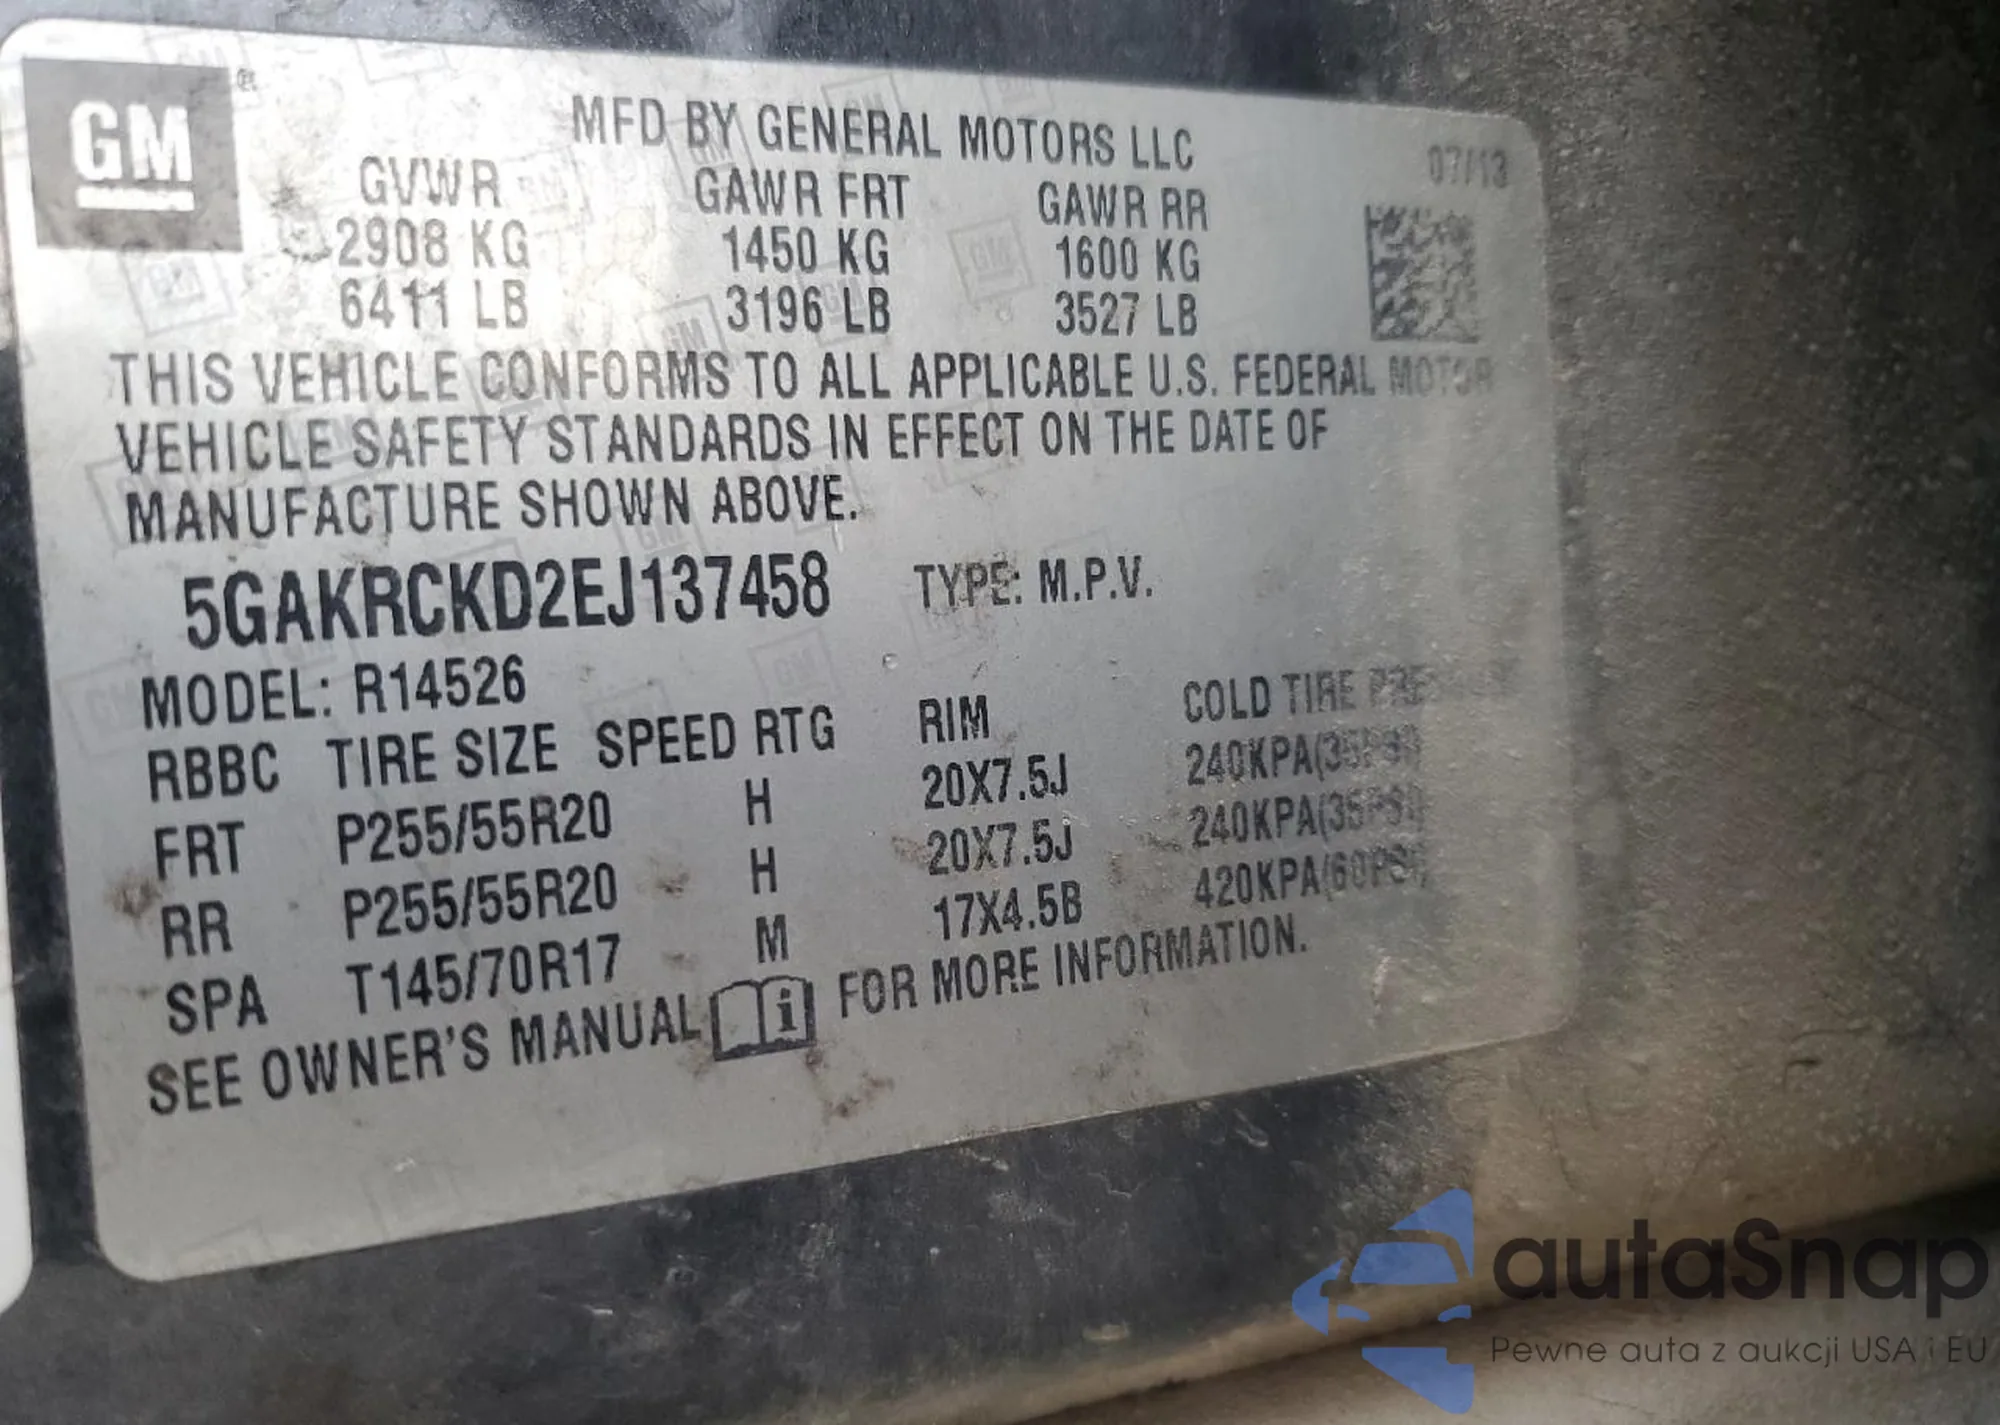 GM ®
MFD BY GENERAL MOTORS LLC 07/13
GVWR GAWR FRT GAWR RR
2908 KG 1450 KG 1600 KG
6411 LB 3196 LB 3527 LB
THIS VEHICLE CONFORMS TO ALL APPLICABLE U.S. FEDERAL MOTOR
VEHICLE SAFETY STANDARDS IN EFFECT ON THE DATE OF
MANUFACTURE SHOWN ABOVE.
5GAKRCKD2EJ137458 TYPE: M.P.V.
MODEL: R14526
RBBC TIRE SIZE SPEED RTG RIM COLD TIRE
FRT P255/55R20 H 20X7.5J 240KPA(35PSI)
RR P255/55R20 H 20X7.5J 240KPA(35PSI)
SPA T145/70R17 M 17X4.5B 420KPA(60PSI)
SEE OWNER'S MANUAL i FOR MORE INFORMATION.
autaSnap
Pewne auta z aukcji USA i EU